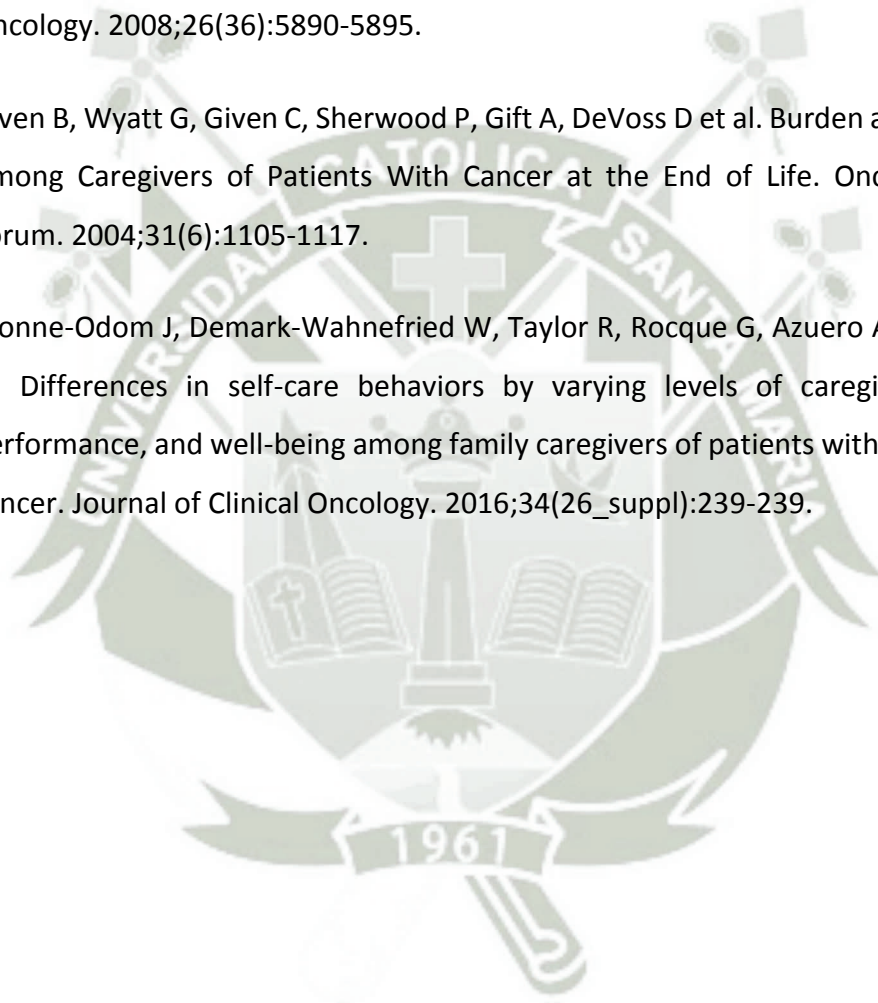 ncology. 2008;26(36):5890-5895.
iven B, Wyatt G, Given C, Sherwood P, Gift A, DeVoss D et al. Burden a
mong Caregivers of Patients With Cancer at the End of Life. Onc
orum. 2004;31(6):1105-1117.
onne-Odom J, Demark-Wahnefried W, Taylor R, Rocque G, Azuero A
Differences in self-care behaviors by varying levels of caregi
erformance, and well-being among family caregivers of patients with
ncer. Journal of Clinical Oncology. 2016;34(26_suppl):239-239.
UNIVERSIDAD CATOLICA SANTA MARIA
1961